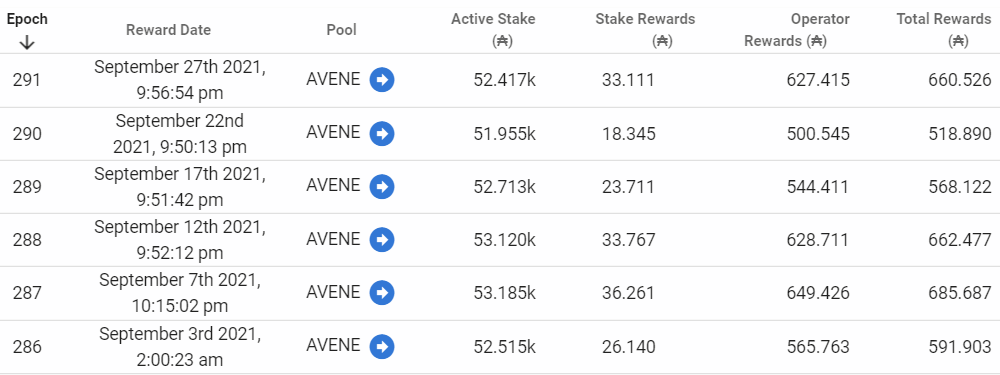 Epoch Reward Date Pool Active Stake (₳) Stake Rewards (₳) Operator Rewards (₳) Total Rewards (₳)
291 September 27th 2021, 9:56:54 pm AVENE 52.417k 33.111 627.415 660.526
290 September 22nd 2021, 9:50:13 pm AVENE 51.955k 18.345 500.545 518.890
289 September 17th 2021, 9:51:42 pm AVENE 52.713k 23.711 544.411 568.122
288 September 12th 2021, 9:52:12 pm AVENE 53.120k 33.767 628.711 662.477
287 September 7th 2021, 10:15:02 pm AVENE 53.185k 36.261 649.426 685.687
286 September 3rd 2021, 2:00:23 am AVENE 52.515k 26.140 565.763 591.903